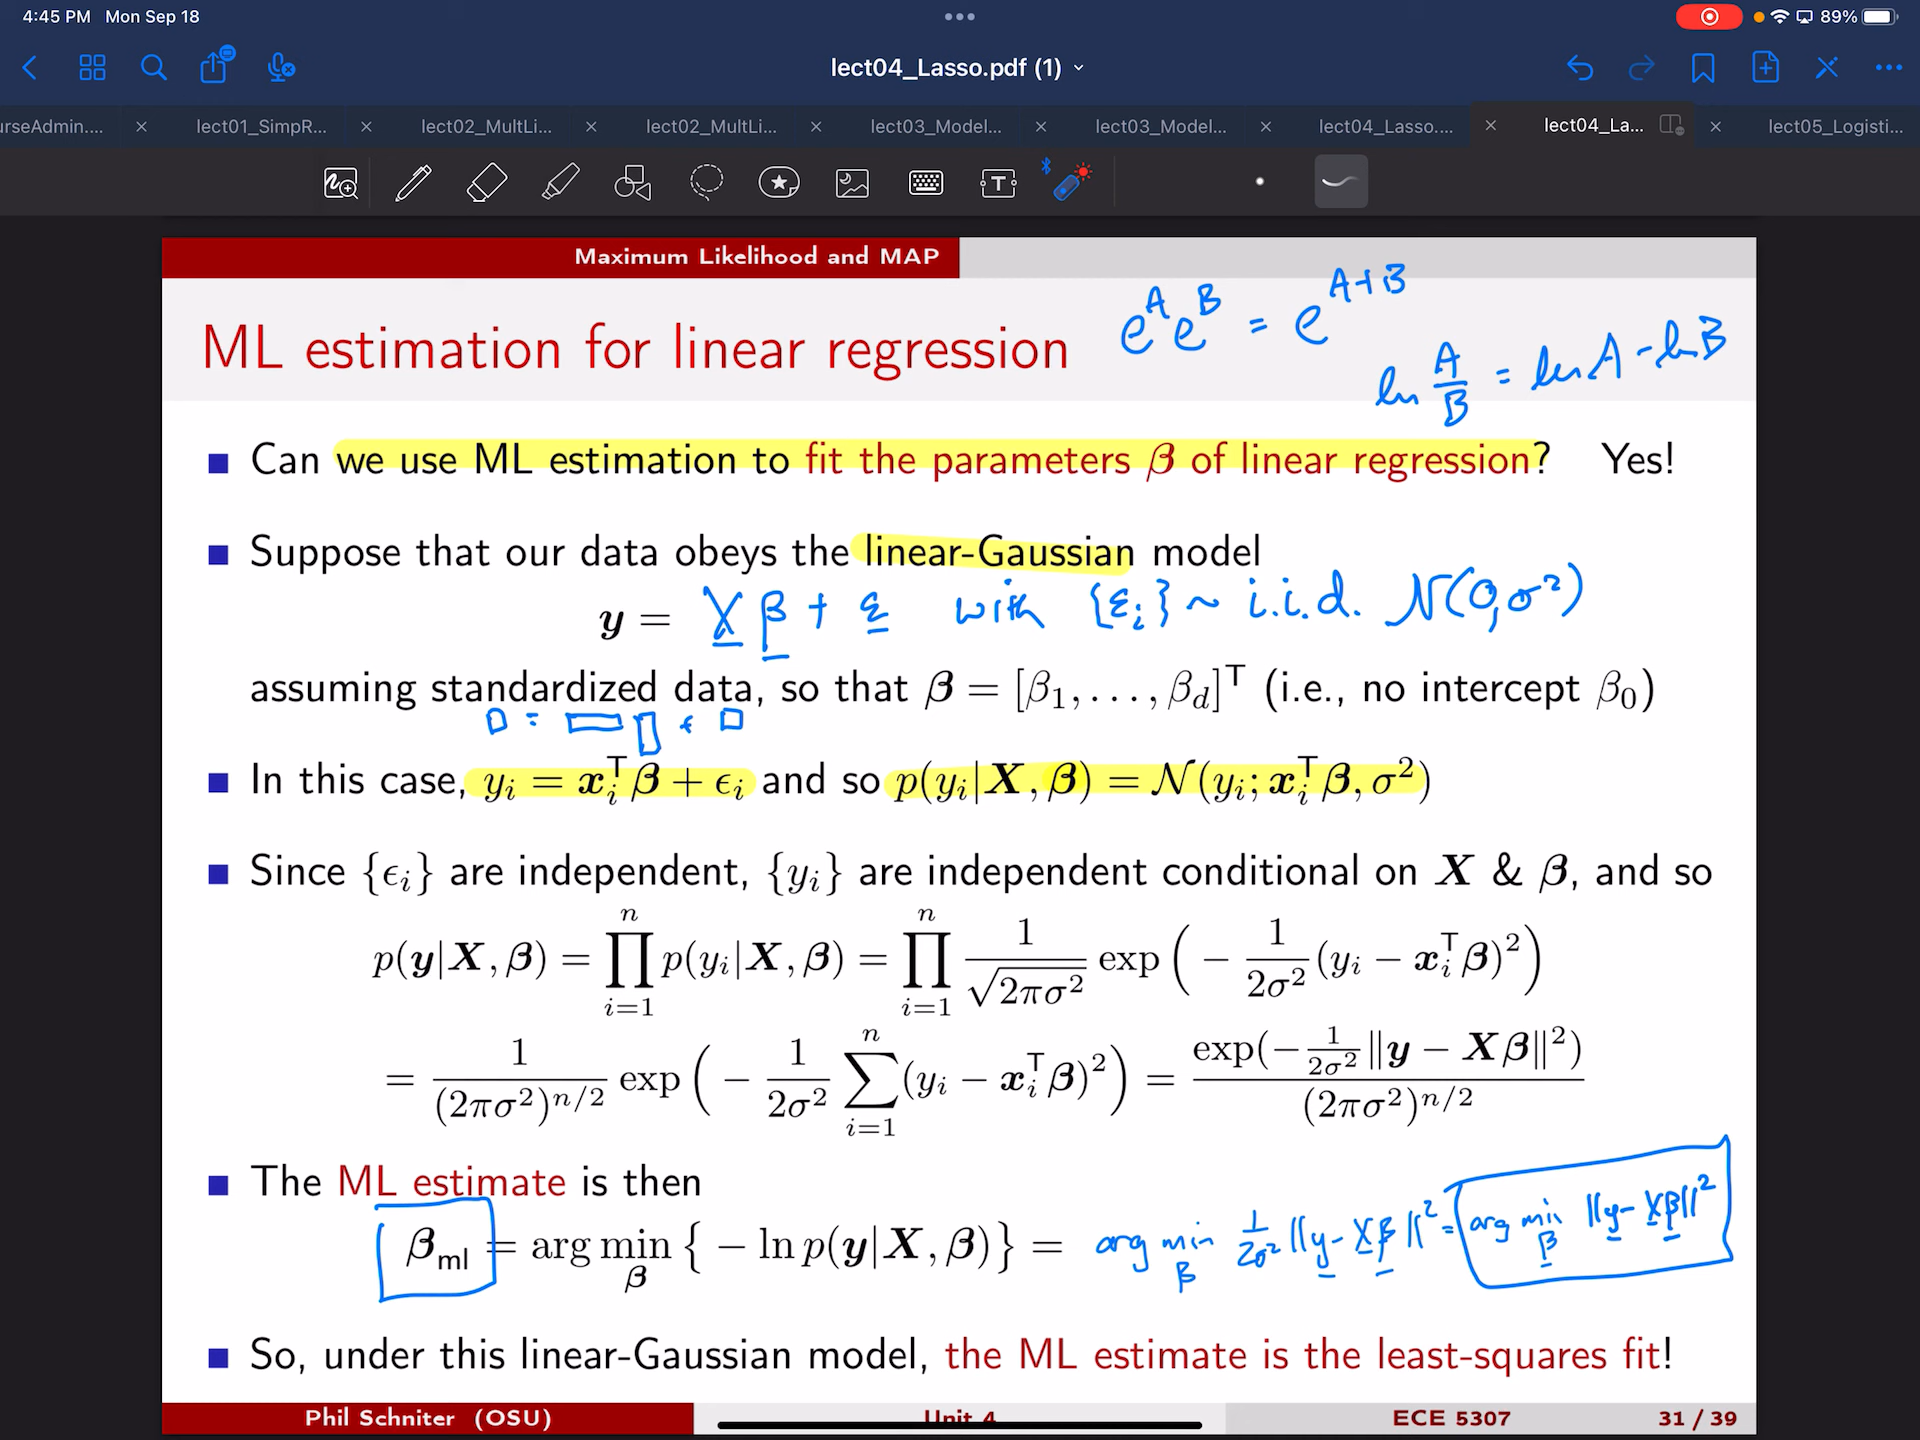 4:45 PM Mon Sep 18
89%
lect04_Lasso.pdf (1)
urseAdmin.... × lect01_SimpR... × lect02_MultLi... × lect02_MultLi... × lect03_Model... × lect03_Model... × lect04_Lasso.... × lect04_La... × lect05_Logisti...
Maximum Likelihood and MAP
ML estimation for linear regression
e^A e^B = e^{A+B}
ln A/B = ln A - ln B
■ Can we use ML estimation to fit the parameters β of linear regression? Yes!
■ Suppose that our data obeys the linear-Gaussian model
y = X β + ε with {ε_i} ~ i.i.d. N(0,σ²)
assuming standardized data, so that β = [β_1, . . . , β_d]^T (i.e., no intercept β_0)
■ In this case, y_i = x_i^T β + ϵ_i and so p(y_i|X, β) = N(y_i; x_i^T β, σ²)
■ Since {ϵ_i} are independent, {y_i} are independent conditional on X & β, and so
p(y|X, β) = ∏_{i=1}^n p(y_i|X, β) = ∏_{i=1}^n 1/√(2πσ²) exp ( − 1/(2σ²) (y_i − x_i^T β)² )
= 1/(2πσ²)^{n/2} exp ( − 1/(2σ²) ∑_{i=1}^n (y_i − x_i^T β)² ) = exp(− 1/(2σ²) ‖y − Xβ‖²) / (2πσ²)^{n/2}
■ The ML estimate is then
β_ml = arg min_β { − ln p(y|X, β)} = arg min_β 1/(2σ²) ‖y - Xβ‖² = arg min_β ‖y - Xβ‖²
■ So, under this linear-Gaussian model, the ML estimate is the least-squares fit!
Phil Schniter (OSU) Unit 4 ECE 5307 31 / 39